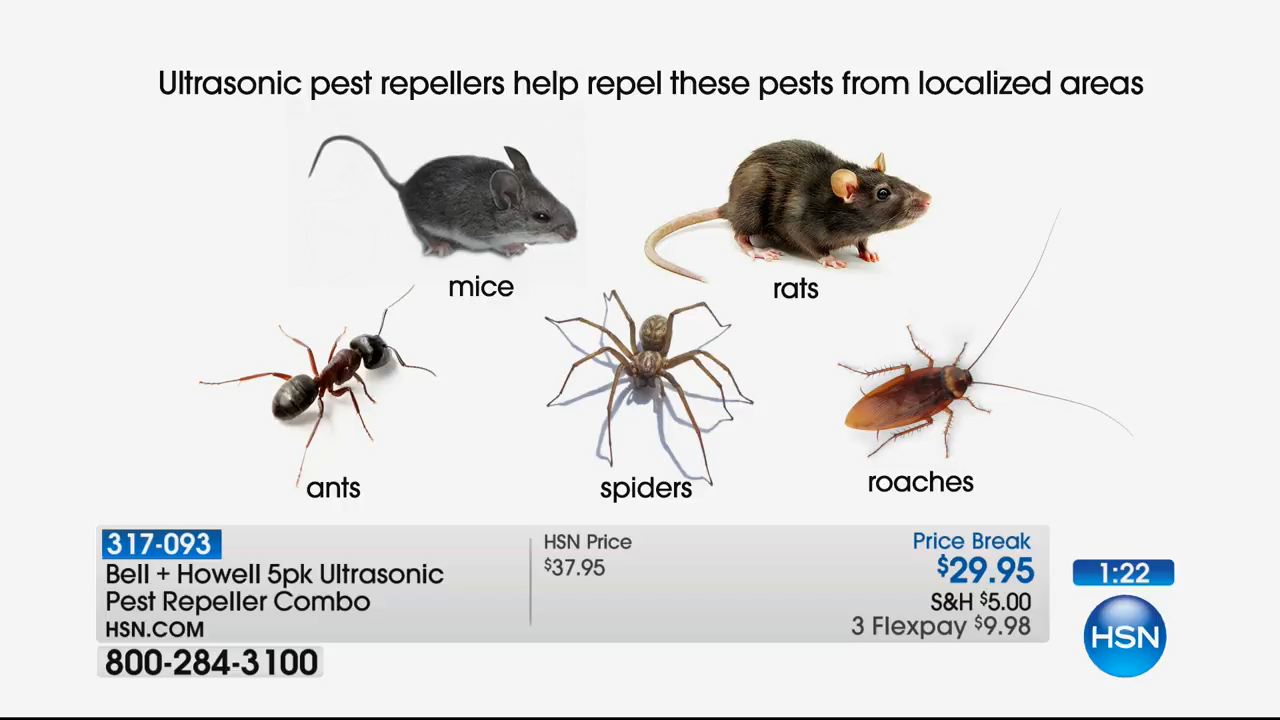 Ultrasonic pest repellers help repel these pests from localized areas
mice
rats
ants
spiders
roaches
317-093
Bell + Howell 5pk Ultrasonic
Pest Repeller Combo
HSN.COM
800-284-3100
HSN Price
$37.95
Price Break
$29.95
S&H $5.00
3 Flexpay $9.98
1:22
HSN